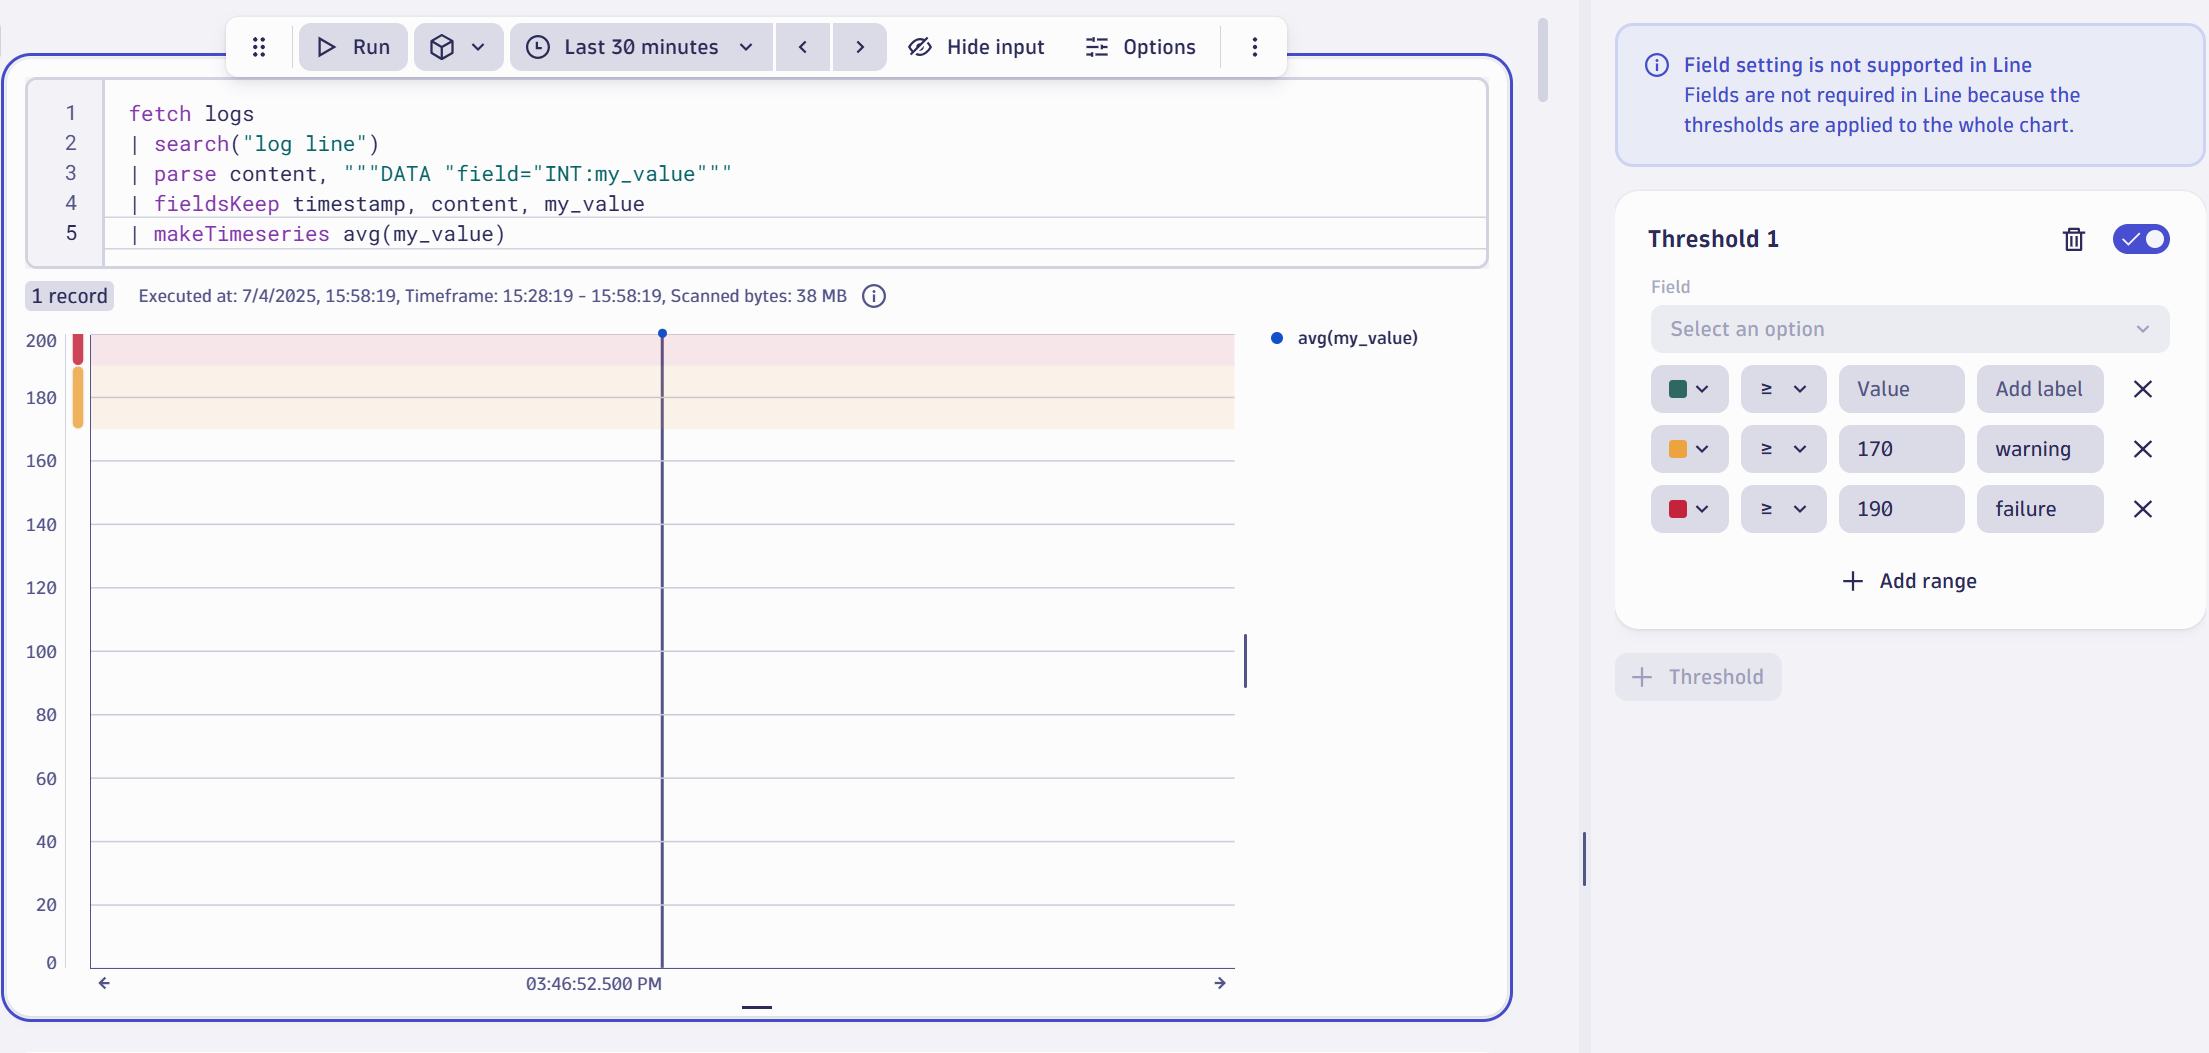 Run
Last 30 minutes
Hide input
Options
1 fetch logs
2 | search("log line")
3 | parse content, """DATA "field="INT:my_value"""
4 | fieldsKeep timestamp, content, my_value
5 | makeTimeseries avg(my_value)
1 record
Executed at: 7/4/2025, 15:58:19, Timeframe: 15:28:19 - 15:58:19, Scanned bytes: 38 MB
200
180
160
140
120
100
80
60
40
20
0
03:46:52.500 PM
avg(my_value)
Field setting is not supported in Line
Fields are not required in Line because the
thresholds are applied to the whole chart.
Threshold 1
Field
Select an option
≥ Value Add label
≥ 170 warning
≥ 190 failure
Add range
Threshold